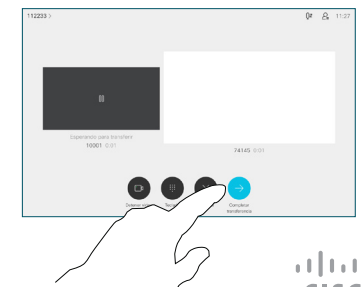 112233 >
11:27
Esperando para transferir
10001 0:01
74145 0:01
Completar
transferencia